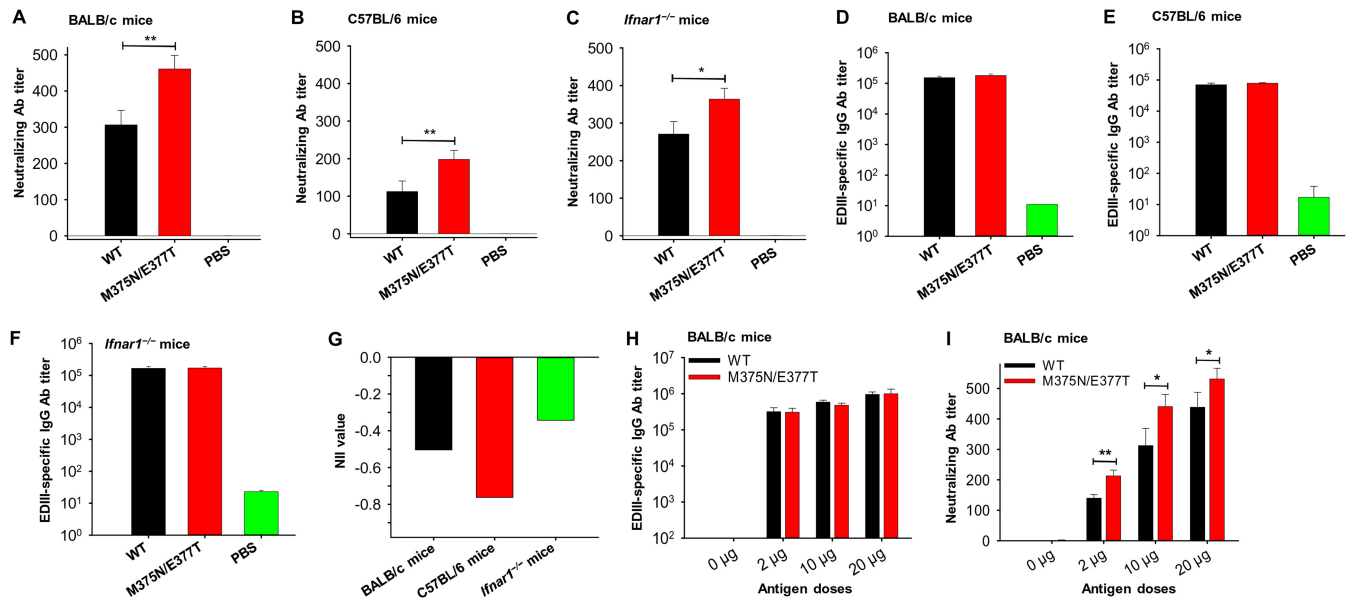 A
BALB/c mice
Neutralizing Ab titer
500
400
300
200
100
0
**
WT
M375N/E377T
PBS
B
C57BL/6 mice
Neutralizing Ab titer
500
400
300
200
100
0
**
WT
M375N/E377T
PBS
C
Ifnar1–/– mice
Neutralizing Ab titer
500
400
300
200
100
0
*
WT
M375N/E377T
PBS
D
BALB/c mice
EDIII-specific IgG Ab titer
10⁶
10⁵
10⁴
10³
10²
10¹
10⁰
WT
M375N/E377T
PBS
E
C57BL/6 mice
EDIII-specific IgG Ab titer
10⁶
10⁵
10⁴
10³
10²
10¹
10⁰
WT
M375N/E377T
PBS
F
Ifnar1–/– mice
EDIII-specific IgG Ab titer
10⁶
10⁵
10⁴
10³
10²
10¹
10⁰
WT
M375N/E377T
PBS
G
NII value
0.0
-0.2
-0.4
-0.6
-0.8
BALB/c mice
C57BL/6 mice
Ifnar1–/– mice
H
BALB/c mice
WT
M375N/E377T
EDIII-specific IgG Ab titer
10⁷
10⁶
10⁵
10⁴
10³
10²
0 µg
2 µg
10 µg
20 µg
Antigen doses
I
BALB/c mice
WT
M375N/E377T
Neutralizing Ab titer
500
400
300
200
100
0
**
*
*
0 µg
2 µg
10 µg
20 µg
Antigen doses